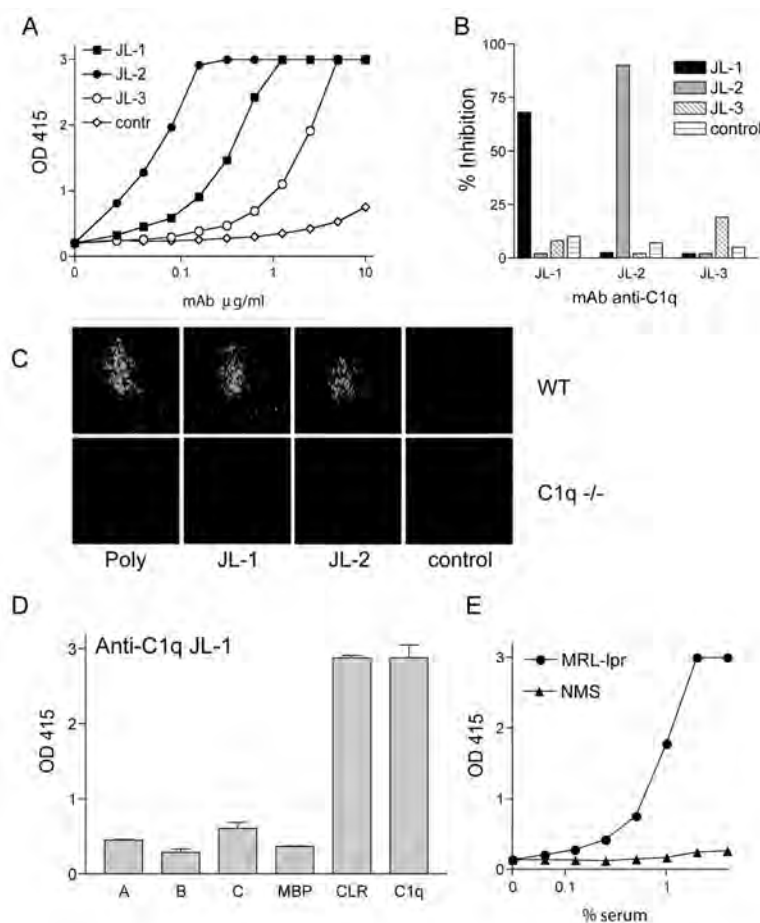 A
JL-1
JL-2
JL-3
contr
OD 415
3
2
1
0
0
0.1
1
10
mAb µg/ml
B
JL-1
JL-2
JL-3
control
% Inhibition
100
75
50
25
0
JL-1
JL-2
JL-3
mAb anti-C1q
C
WT
C1q -/-
Poly
JL-1
JL-2
control
D
Anti-C1q JL-1
OD 415
3
2
1
0
A
B
C
MBP
CLR
C1q
E
MRL-lpr
NMS
OD 415
3
2
1
0
0
0.1
1
% serum